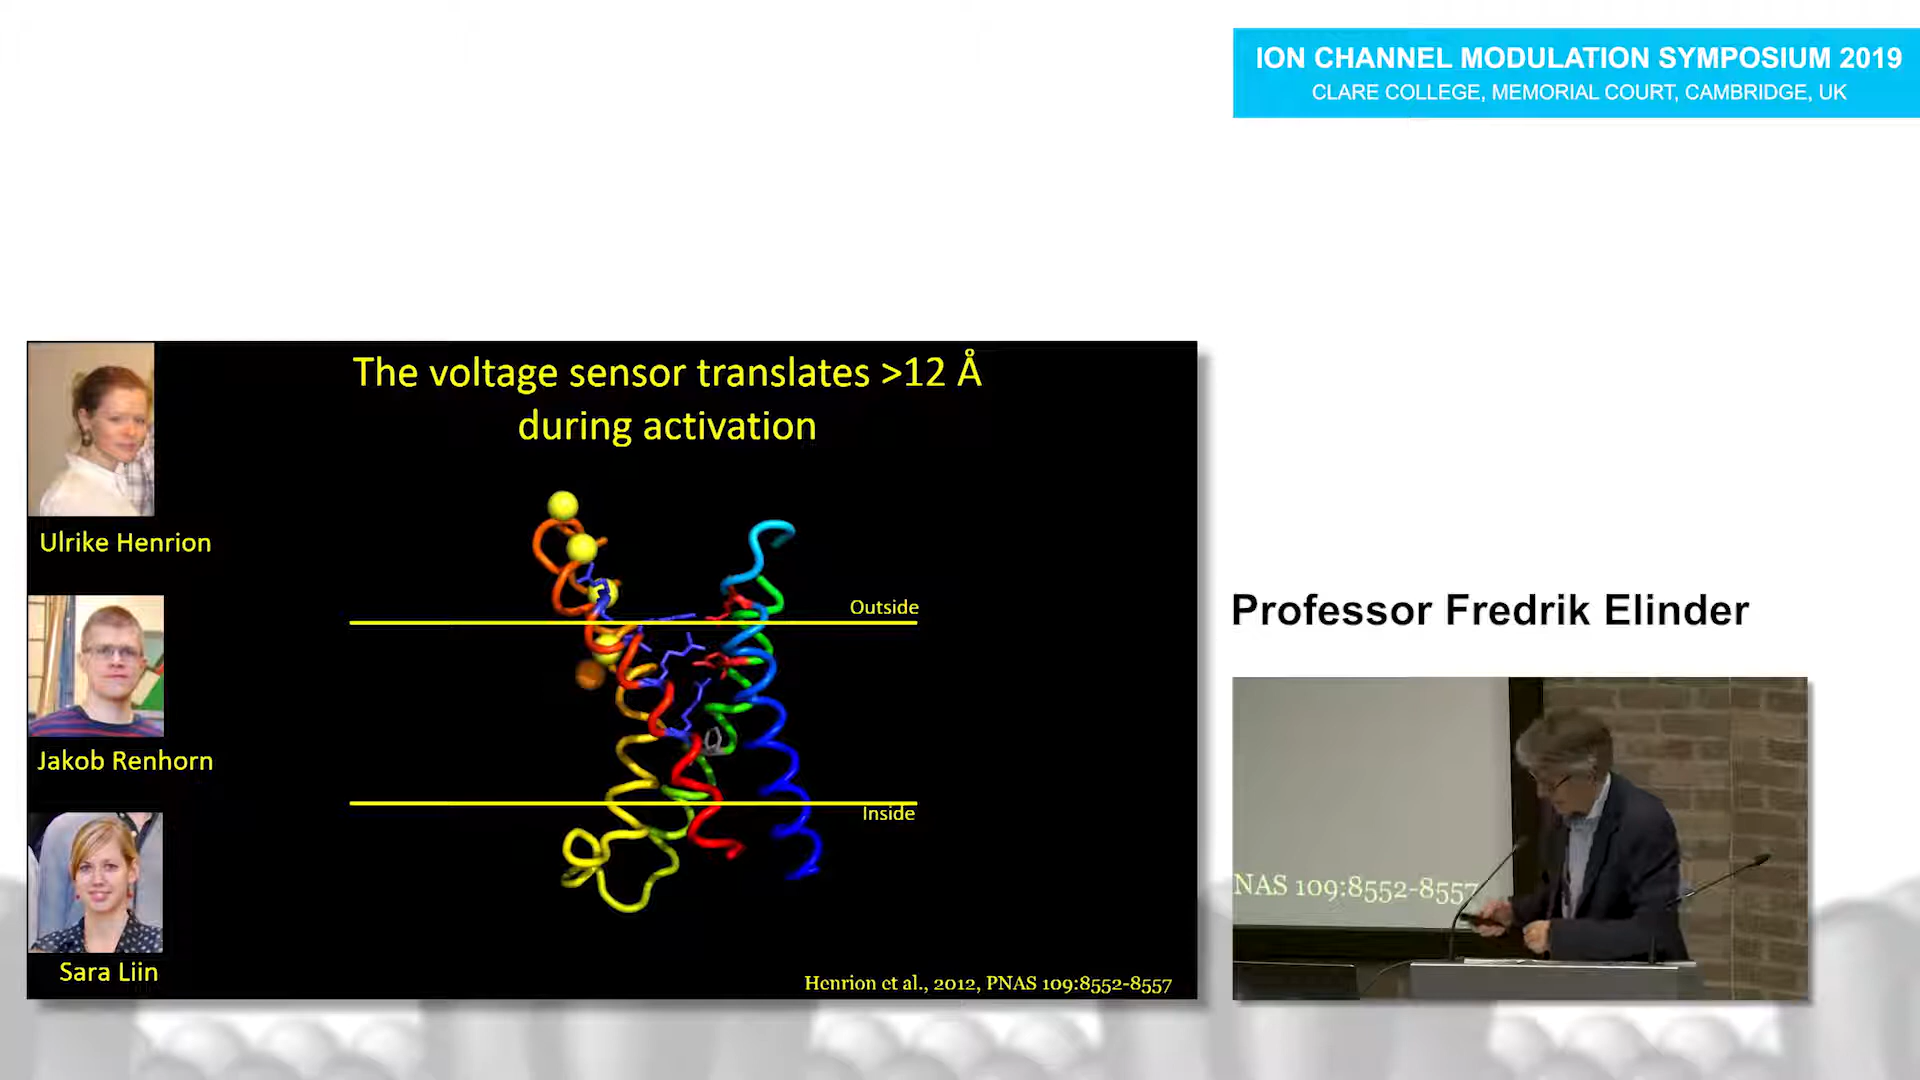 ION CHANNEL MODULATION SYMPOSIUM 2019
CLARE COLLEGE, MEMORIAL COURT, CAMBRIDGE, UK
The voltage sensor translates >12 Å
during activation
Ulrike Henrion
Outside
Jakob Renhorn
Inside
Sara Liin
Henrion et al., 2012, PNAS 109:8552-8557
Professor Fredrik Elinder
NAS 109:8552-8557